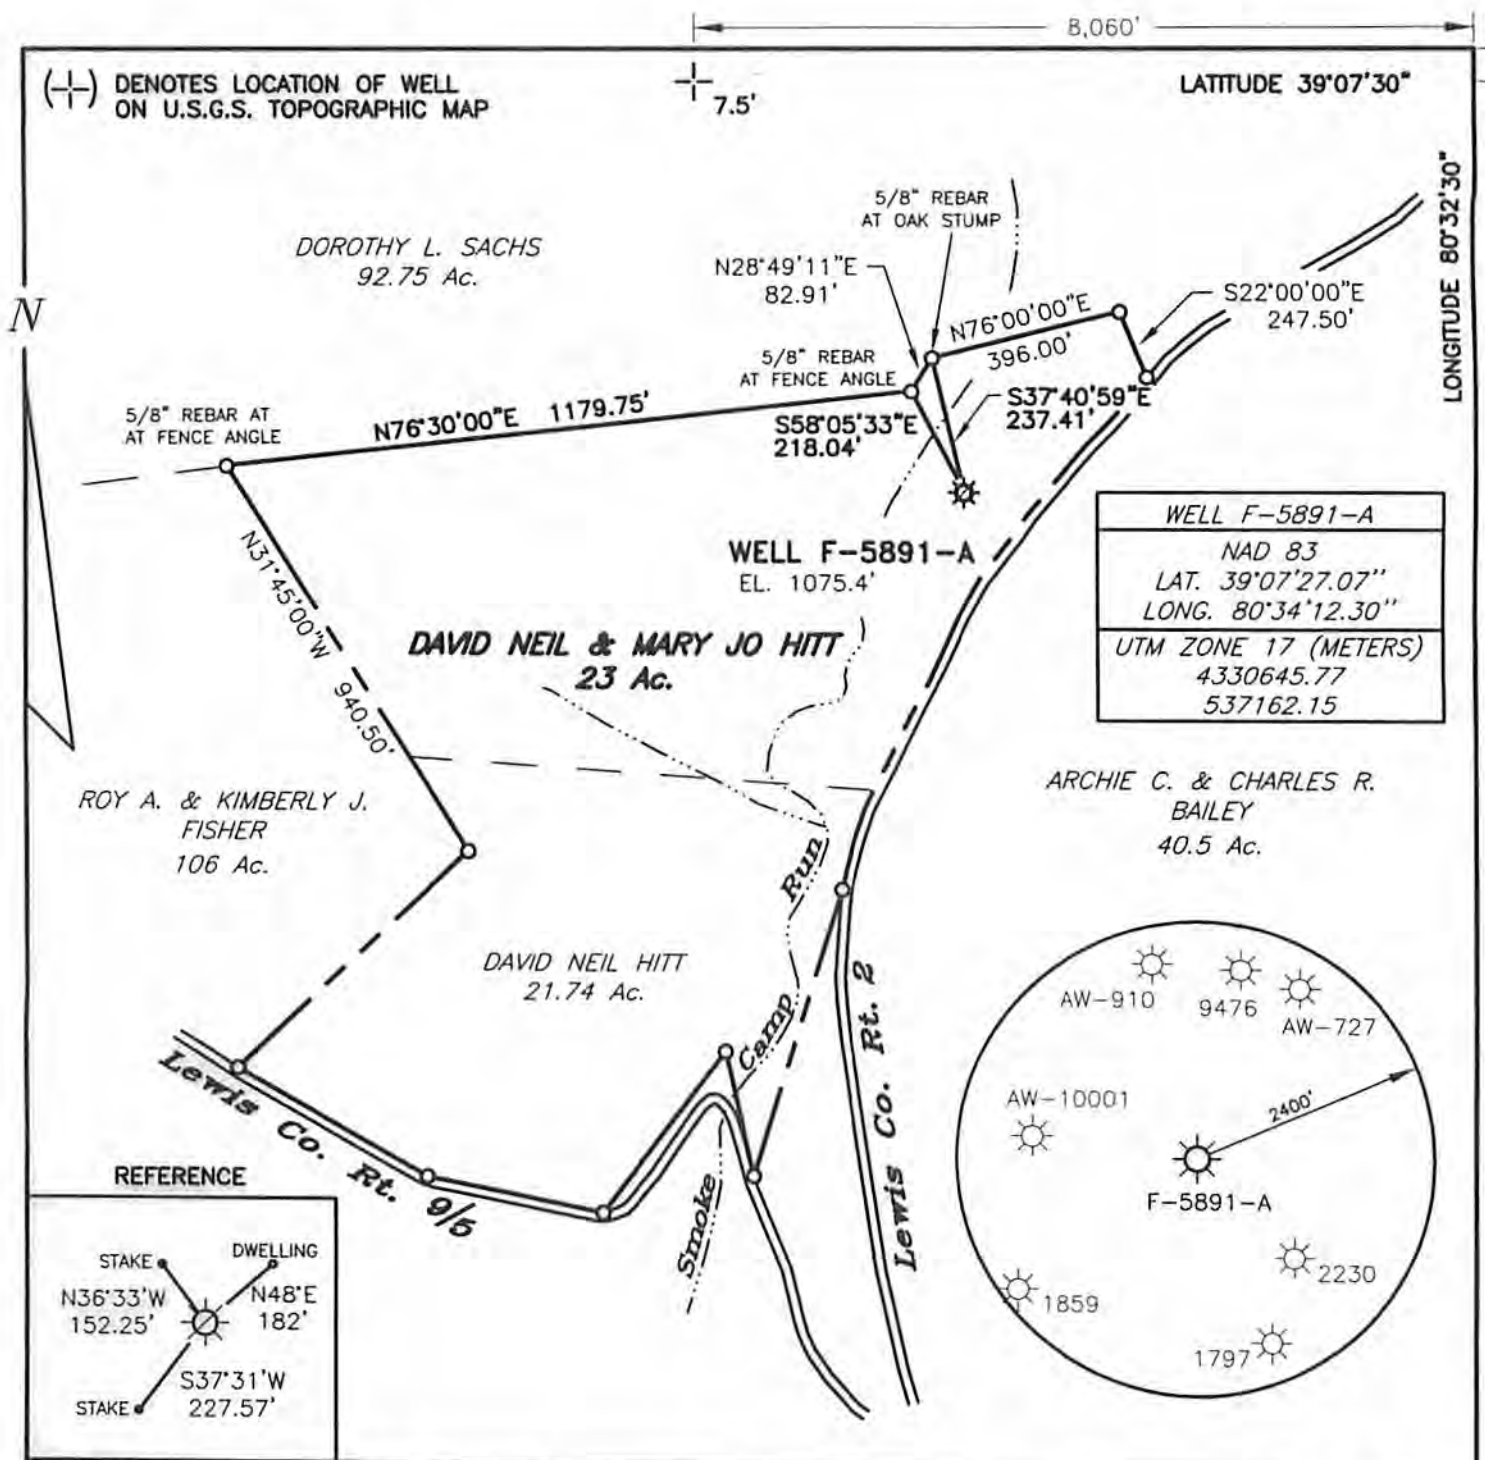 8,060'
(-¦-) DENOTES LOCATION OF WELL
ON U.S.G.S. TOPOGRAPHIC MAP
7.5'
LATITUDE 39°07'30"
LONGITUDE 80°32'30"
N
DOROTHY L. SACHS
92.75 Ac.
5/8" REBAR
AT OAK STUMP
N28°49'11"E
82.91'
N76°00'00"E
396.00'
S22°00'00"E
247.50'
5/8" REBAR
AT FENCE ANGLE
5/8" REBAR AT
AT FENCE ANGLE
N76°30'00"E 1179.75'
S58°05'33"E
218.04'
S37°40'59"E
237.41'
WELL F-5891-A
EL. 1075.4'
WELL F-5891-A
NAD 83
LAT. 39°07'27.07''
LONG. 80°34'12.30''
UTM ZONE 17 (METERS)
4330645.77
537162.15
N31°45'00"W 940.50'
DAVID NEIL & MARY JO HITT
23 Ac.
ROY A. & KIMBERLY J.
FISHER
106 Ac.
ARCHIE C. & CHARLES R.
BAILEY
40.5 Ac.
DAVID NEIL HITT
21.74 Ac.
Smoke Camp Run
Lewis Co. Rt. 2
Lewis Co. Rt. 9/5
AW-910
9476
AW-727
AW-10001
2400'
F-5891-A
2230
1859
1797
REFERENCE
STAKE
DWELLING
N36°33'W
152.25'
N48°E
182'
S37°31'W
227.57'
STAKE